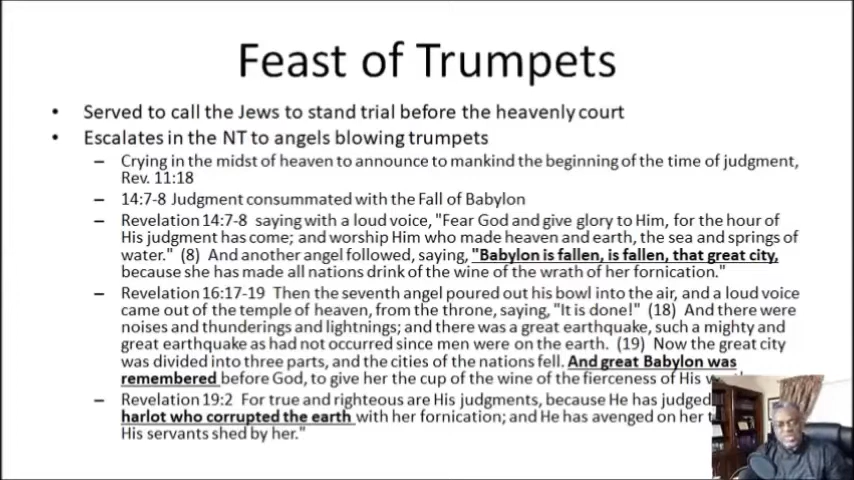 Feast of Trumpets
• Served to call the Jews to stand trial before the heavenly court
• Escalates in the NT to angels blowing trumpets
– Crying in the midst of heaven to announce to mankind the beginning of the time of judgment,
Rev. 11:18
– 14:7-8 Judgment consummated with the Fall of Babylon
– Revelation 14:7-8 saying with a loud voice, "Fear God and give glory to Him, for the hour of
His judgment has come; and worship Him who made heaven and earth, the sea and springs of
water." (8) And another angel followed, saying, "Babylon is fallen, is fallen, that great city,
because she has made all nations drink of the wine of the wrath of her fornication."
– Revelation 16:17-19 Then the seventh angel poured out his bowl into the air, and a loud voice
came out of the temple of heaven, from the throne, saying, "It is done!" (18) And there were
noises and thunderings and lightnings; and there was a great earthquake, such a mighty and
great earthquake as had not occurred since men were on the earth. (19) Now the great city
was divided into three parts, and the cities of the nations fell. And great Babylon was
remembered before God, to give her the cup of the wine of the fierceness of His
– Revelation 19:2 For true and righteous are His judgments, because He has judged
harlot who corrupted the earth with her fornication; and He has avenged on her
His servants shed by her."